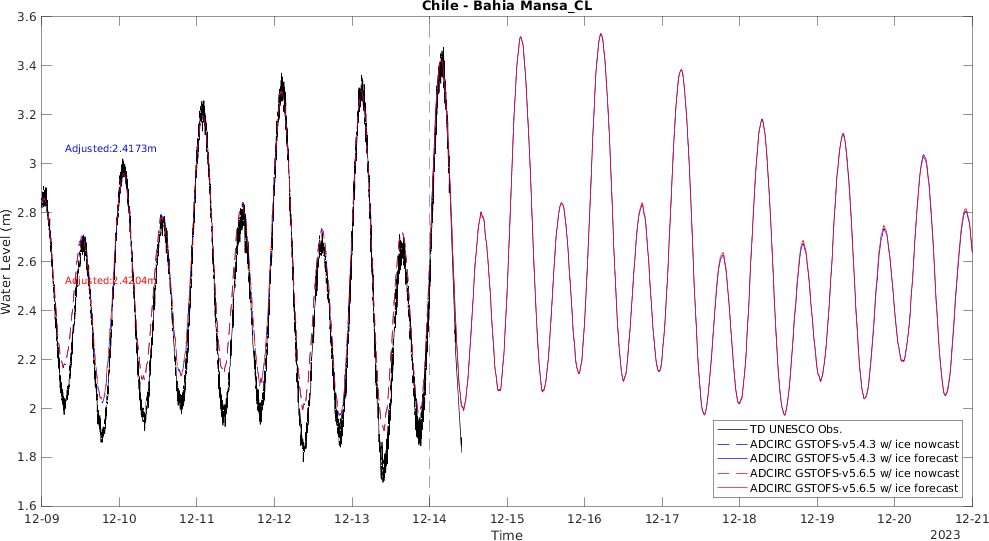 Chile - Bahia Mansa_CL
3.6
3.4
3.2
3
2.8
2.6
2.4
2.2
2
1.8
1.6
Water Level (m)
Adjusted:2.4173m
Adjusted:2.4204m
TD UNESCO Obs.
ADCIRC GSTOFS-v5.4.3 w/ ice nowcast
ADCIRC GSTOFS-v5.4.3 w/ ice forecast
ADCIRC GSTOFS-v5.6.5 w/ ice nowcast
ADCIRC GSTOFS-v5.6.5 w/ ice forecast
12-09 12-10 12-11 12-12 12-13 12-14 12-15 12-16 12-17 12-18 12-19 12-20 12-21
Time
2023